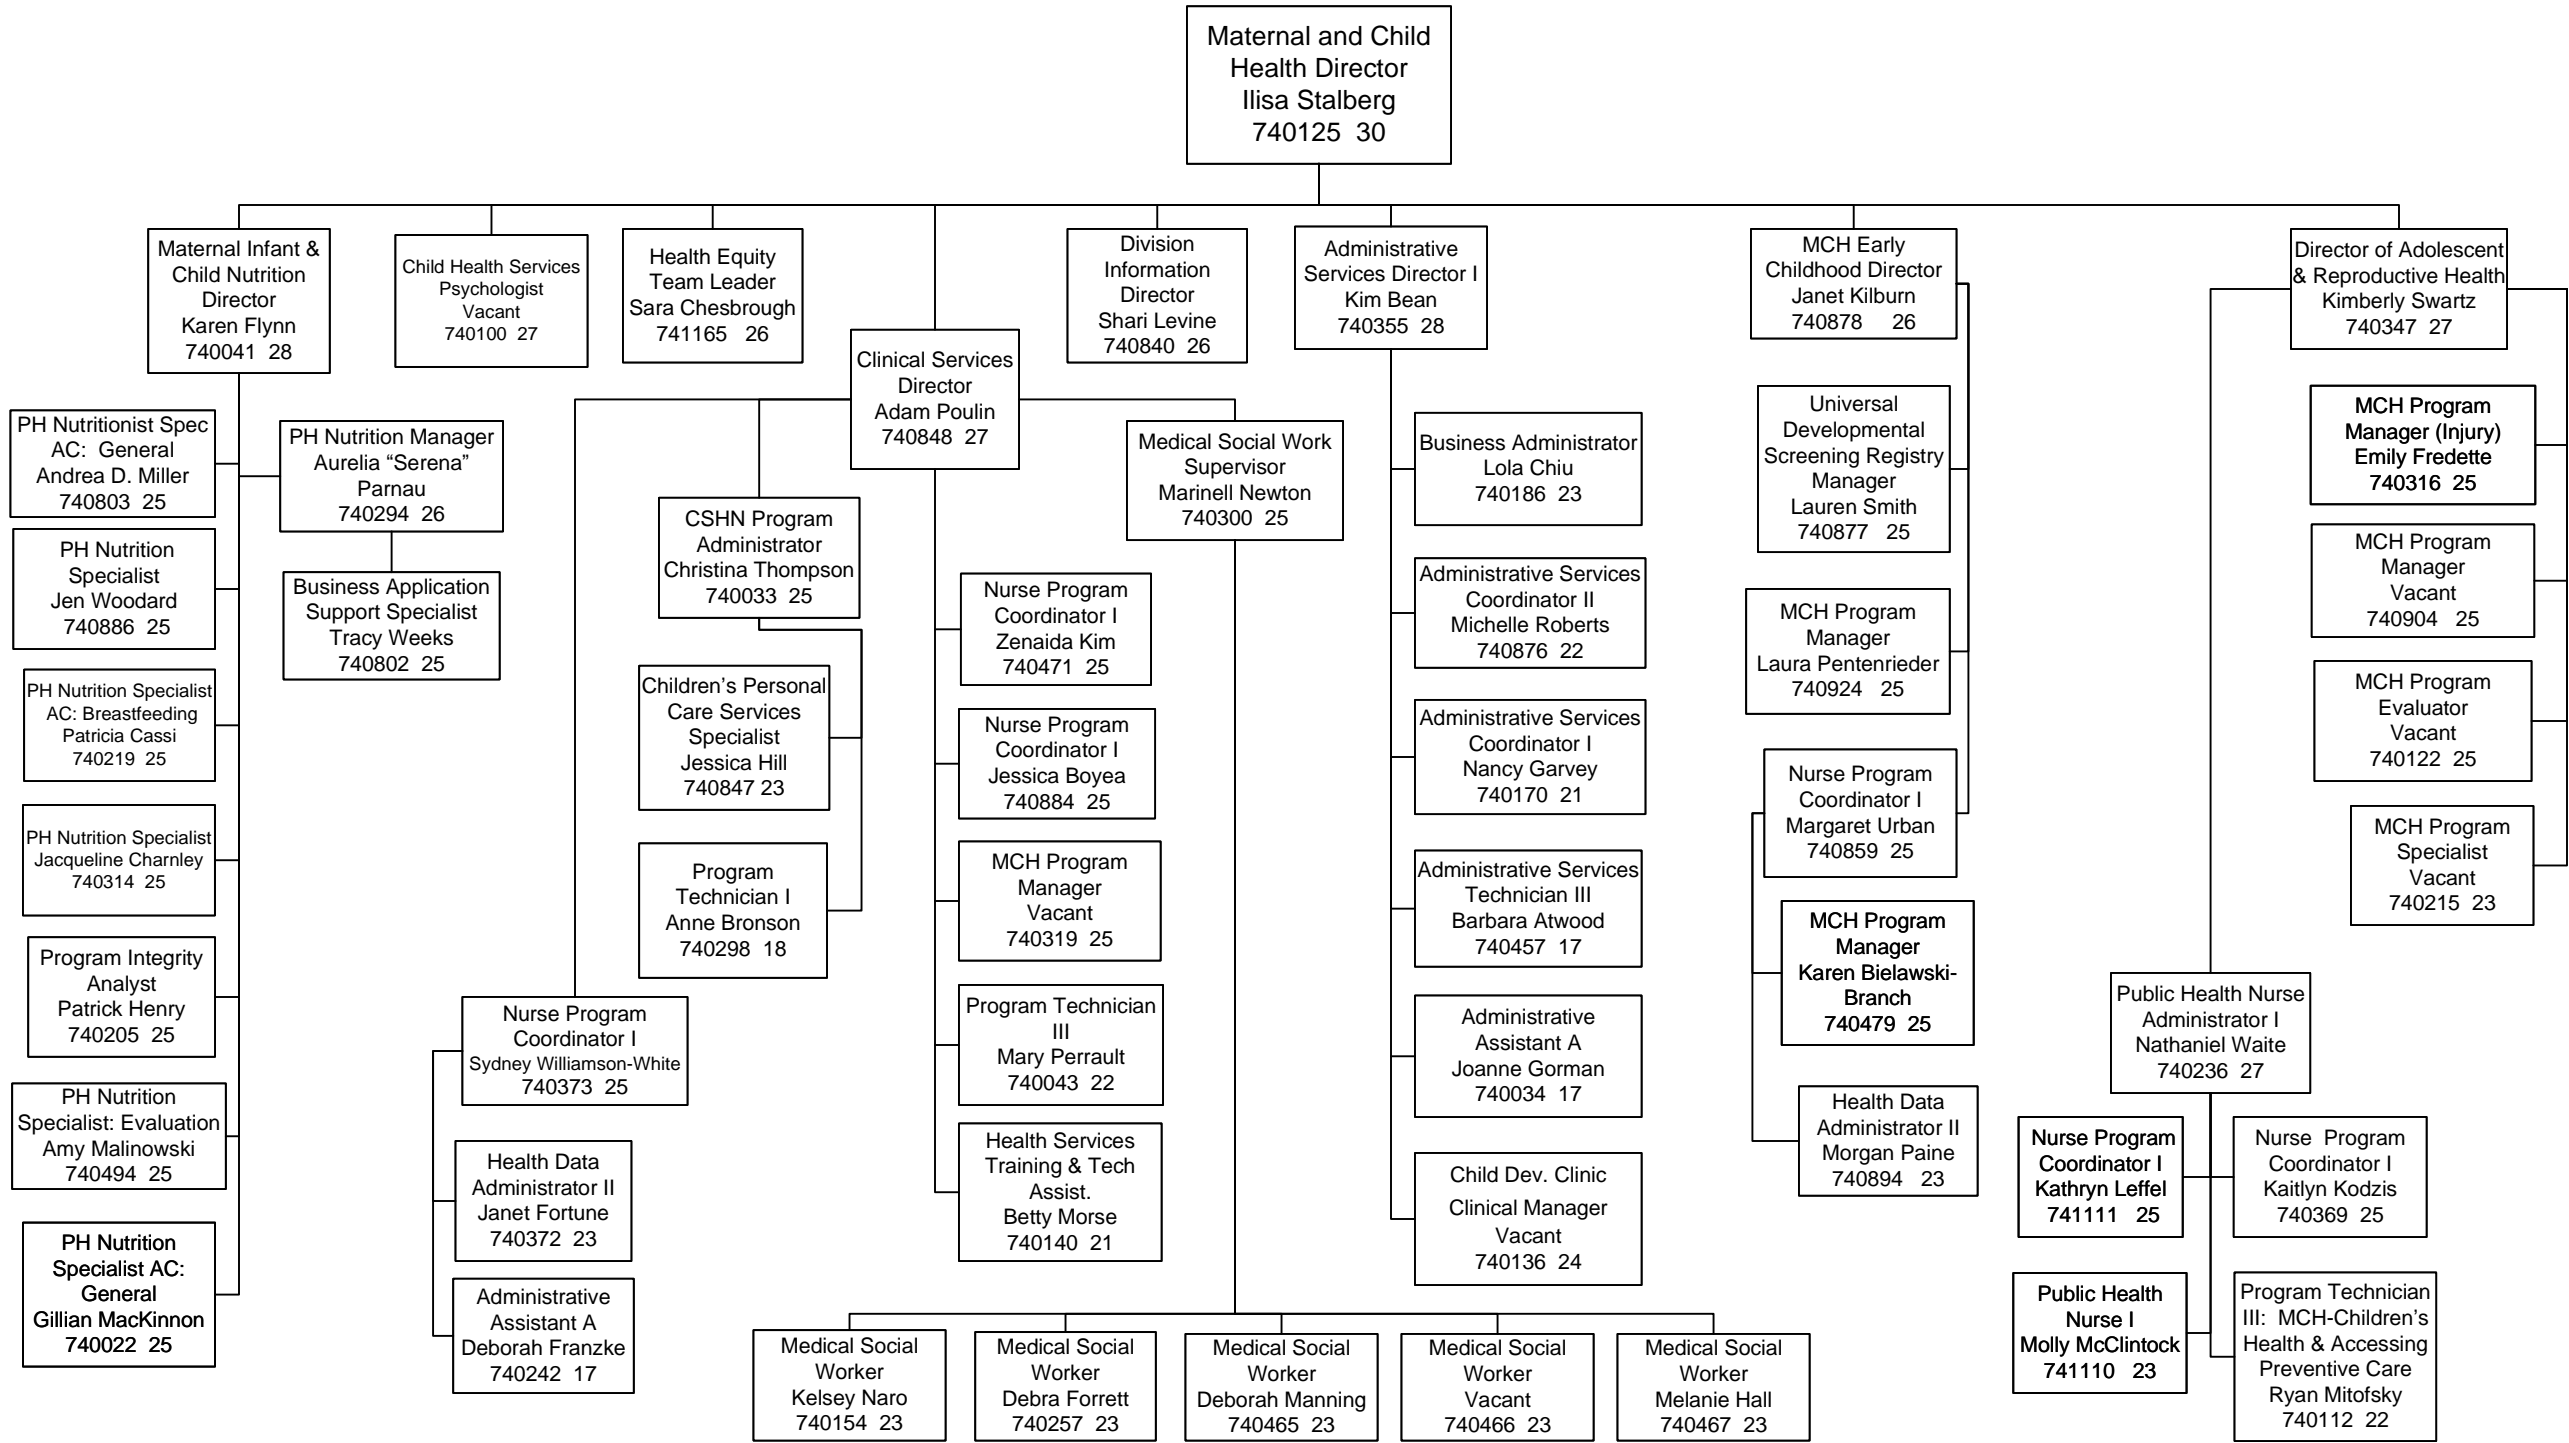 Maternal and Child
Health Director
Ilisa Stalberg
740125 30
Maternal Infant &
Child Nutrition
Director
Karen Flynn
740041 28
Child Health Services
Psychologist
Vacant
740100 27
Health Equity
Team Leader
Sara Chesbrough
741165 26
Clinical Services
Director
Adam Poulin
740848 27
Division
Information
Director
Shari Levine
740840 26
Administrative
Services Director I
Kim Bean
740355 28
MCH Early
Childhood Director
Janet Kilburn
740878 26
Director of Adolescent
& Reproductive Health
Kimberly Swartz
740347 27
PH Nutritionist Spec
AC: General
Andrea D. Miller
740803 25
PH Nutrition
Specialist
Jen Woodard
740886 25
PH Nutrition Specialist
AC: Breastfeeding
Patricia Cassi
740219 25
PH Nutrition Specialist
Jacqueline Charnley
740314 25
Program Integrity
Analyst
Patrick Henry
740205 25
PH Nutrition
Specialist: Evaluation
Amy Malinowski
740494 25
PH Nutrition
Specialist AC:
General
Gillian MacKinnon
740022 25
PH Nutrition Manager
Aurelia “Serena”
Parnau
740294 26
Business Application
Support Specialist
Tracy Weeks
740802 25
Nurse Program
Coordinator I
Sydney Williamson-White
740373 25
Health Data
Administrator II
Janet Fortune
740372 23
Administrative
Assistant A
Deborah Franzke
740242 17
CSHN Program
Administrator
Christina Thompson
740033 25
Children’s Personal
Care Services
Specialist
Jessica Hill
740847 23
Program
Technician I
Anne Bronson
740298 18
Nurse Program
Coordinator I
Zenaida Kim
740471 25
Nurse Program
Coordinator I
Jessica Boyea
740884 25
MCH Program
Manager
Vacant
740319 25
Program Technician
III
Mary Perrault
740043 22
Health Services
Training & Tech
Assist.
Betty Morse
740140 21
Medical Social Work
Supervisor
Marinell Newton
740300 25
Medical Social
Worker
Kelsey Naro
740154 23
Medical Social
Worker
Debra Forrett
740257 23
Medical Social
Worker
Deborah Manning
740465 23
Medical Social
Worker
Vacant
740466 23
Medical Social
Worker
Melanie Hall
740467 23
Business Administrator
Lola Chiu
740186 23
Administrative Services
Coordinator II
Michelle Roberts
740876 22
Administrative Services
Coordinator I
Nancy Garvey
740170 21
Administrative Services
Technician III
Barbara Atwood
740457 17
Administrative
Assistant A
Joanne Gorman
740034 17
Child Dev. Clinic
Clinical Manager
Vacant
740136 24
Universal
Developmental
Screening Registry
Manager
Lauren Smith
740877 25
MCH Program
Manager
Laura Pentenrieder
740924 25
Nurse Program
Coordinator I
Margaret Urban
740859 25
MCH Program
Manager
Karen Bielawski-
Branch
740479 25
Health Data
Administrator II
Morgan Paine
740894 23
MCH Program
Manager (Injury)
Emily Fredette
740316 25
MCH Program
Manager
Vacant
740904 25
MCH Program
Evaluator
Vacant
740122 25
MCH Program
Specialist
Vacant
740215 23
Public Health Nurse
Administrator I
Nathaniel Waite
740236 27
Nurse Program
Coordinator I
Kathryn Leffel
741111 25
Nurse Program
Coordinator I
Kaitlyn Kodzis
740369 25
Public Health
Nurse I
Molly McClintock
741110 23
Program Technician
III: MCH-Children’s
Health & Accessing
Preventive Care
Ryan Mitofsky
740112 22